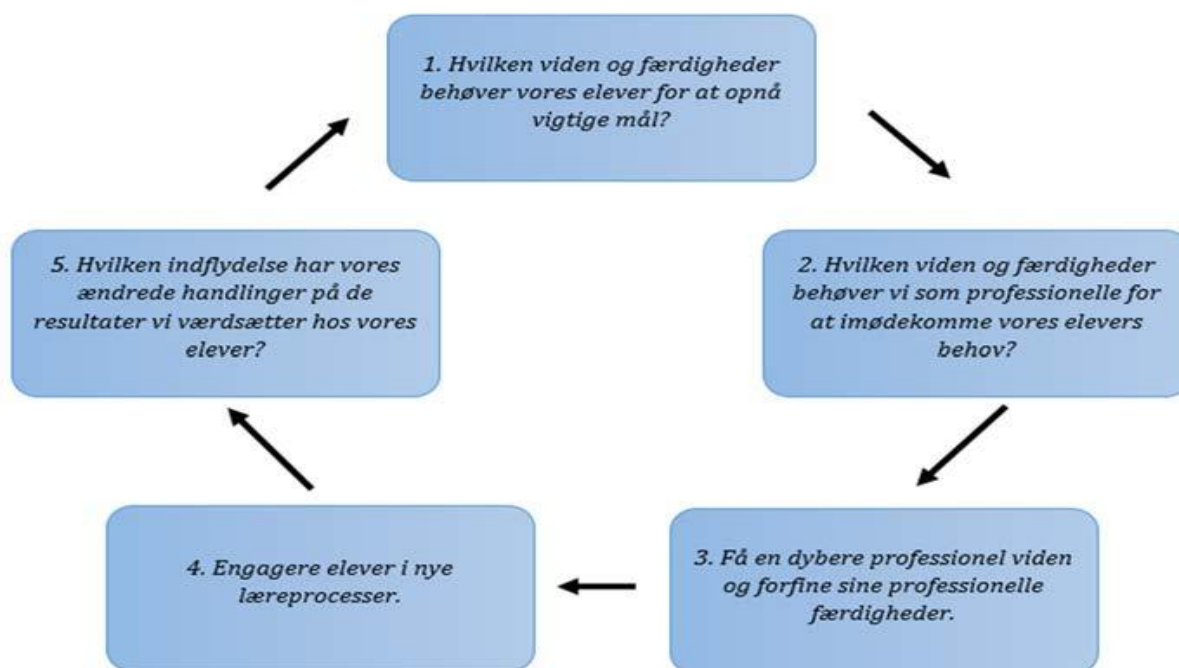 1. Hvilken viden og færdigheder
behøver vores elever for at opnå
vigtige mål?
2. Hvilken viden og færdigheder
behøver vi som professionelle for
at imødekomme vores elevers
behov?
3. Få en dybere professionel viden
og forfine sine professionelle
færdigheder.
4. Engagere elever i nye
læreprocesser.
5. Hvilken indflydelse har vores
ændrede handlinger på de
resultater vi værdsætter hos vores
elever?